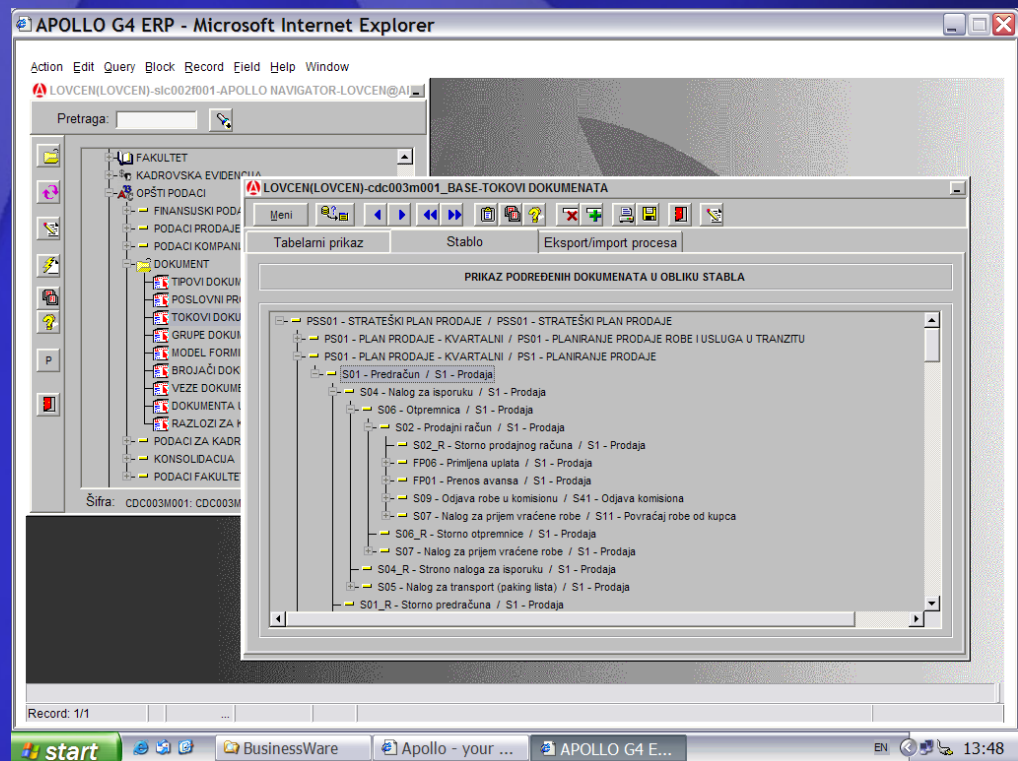 APOLLO G4 ERP - Microsoft Internet Explorer
Action Edit Query Block Record Field Help Window
LOVCEN(LOVCEN)-slc002f001-APOLLO NAVIGATOR-LOVCEN@
Pretraga:
FAKULTET
KADROVSKA EVIDENCIJA
OPŠTI PODACI
FINANSIJSKI PODA
PODACI PRODAJE
PODACI KOMPANI
DOKUMENT
TIPOVI DOKUM
POSLOVNI PR
TOKOVI DOKU
GRUPE DOKUM
MODEL FORMI
BROJAČI DOK
VEZE DOKUME
DOKUMENTA U
RAZLOZI ZA K
PODACI ZA KADR
KONSOLIDACIJA
PODACI FAKULTE
P
Šifra: CDC003M001: CDC003M
LOVCEN(LOVCEN)-cdc003m001_BASE-TOKOVI DOKUMENATA
Meni
Tabelarni prikaz Stablo Eksport/import procesa
PRIKAZ PODREĐENIH DOKUMENATA U OBLIKU STABLA
PSS01 - STRATEŠKI PLAN PRODAJE / PSS01 - STRATEŠKI PLAN PRODAJE
PS01 - PLAN PRODAJE - KVARTALNI / PS01 - PLANIRANJE PRODAJE ROBE I USLUGA U TRANZITU
PS01 - PLAN PRODAJE - KVARTALNI / PS1 - PLANIRANJE PRODAJE
S01 - Predračun / S1 - Prodaja
S04 - Nalog za isporuku / S1 - Prodaja
S06 - Otpremnica / S1 - Prodaja
S02 - Prodajni račun / S1 - Prodaja
S02_R - Storno prodajnog računa / S1 - Prodaja
FP06 - Primljena uplata / S1 - Prodaja
FP01 - Prenos avansa / S1 - Prodaja
S09 - Odjava robe u komisionu / S41 - Odjava komisiona
S07 - Nalog za prijem vraćene robe / S11 - Povraćaj robe od kupca
S06_R - Storno otpremnice / S1 - Prodaja
S07 - Nalog za prijem vraćene robe / S1 - Prodaja
S04_R - Strono naloga za isporuku / S1 - Prodaja
S05 - Nalog za transport (paking lista) / S1 - Prodaja
S01_R - Storno predračuna / S1 - Prodaja
Record: 1/1 ...
start BusinessWare Apollo - your ... APOLLO G4 E... EN 13:48